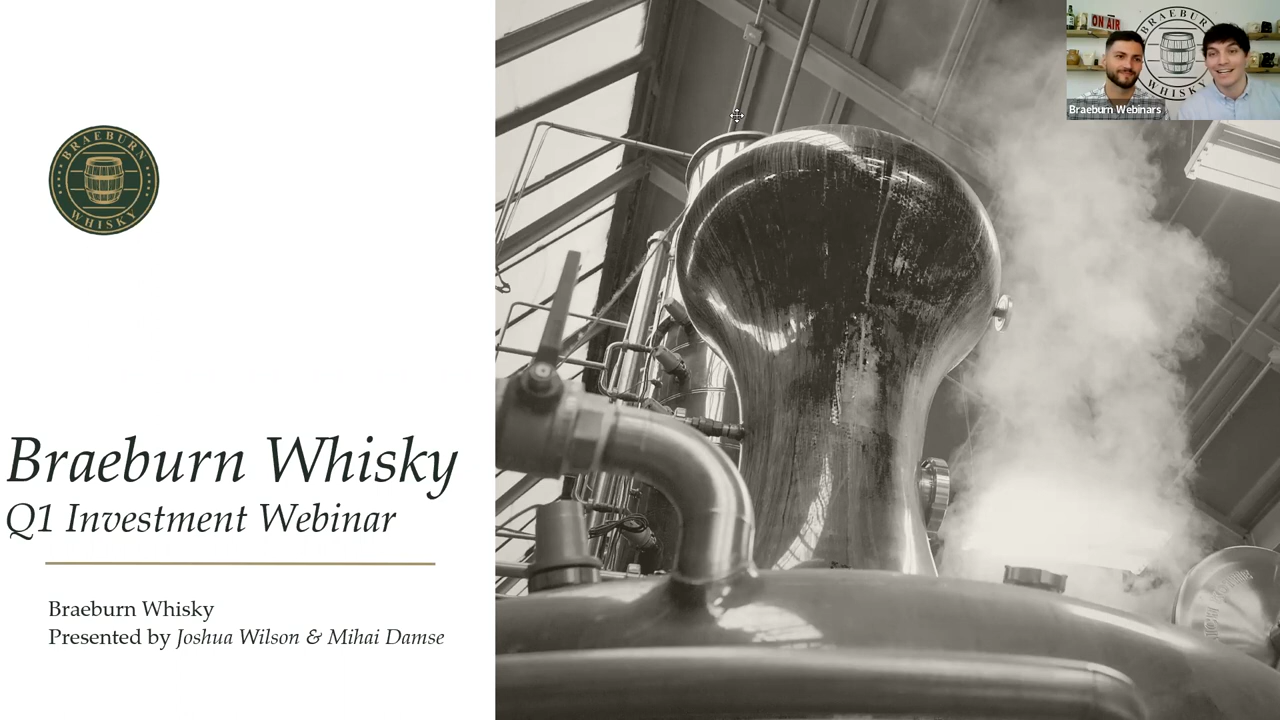 BRAEBURN
WHISKY
Braeburn Whisky
Q1 Investment Webinar
Braeburn Whisky
Presented by Joshua Wilson & Mihai Damse
ON AIR
BRAEBURN
WHISKY
Braeburn Webinars